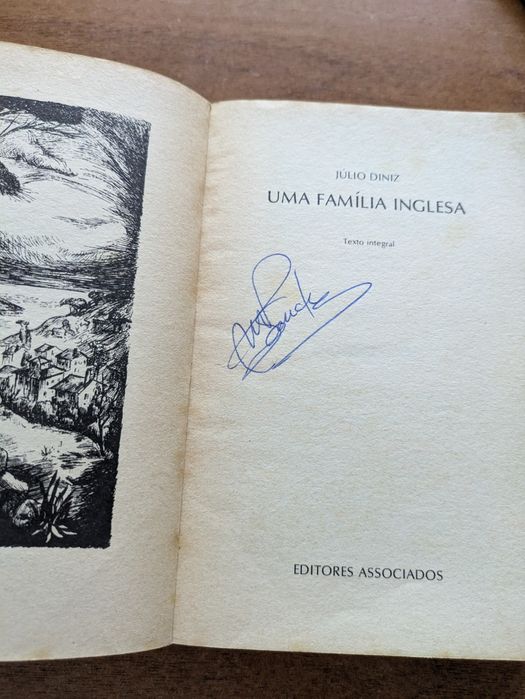 JÚLIO DINIZ
UMA FAMÍLIA INGLESA
Texto integral
EDITORES ASSOCIADOS